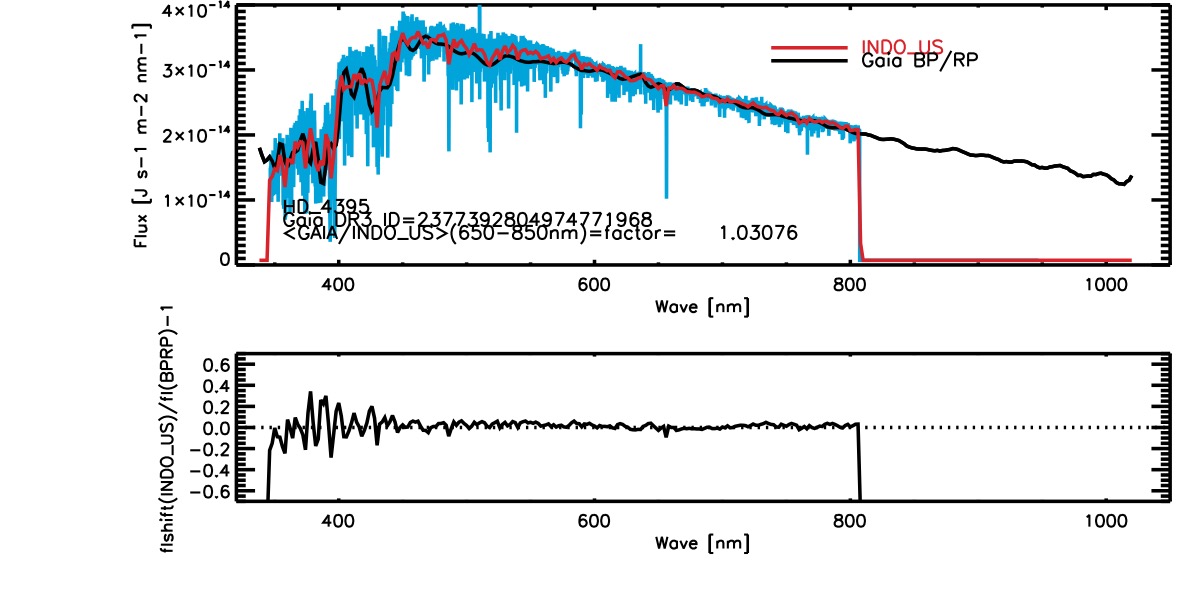 4×10-14
3×10-14
2×10-14
1×10-14
0
Flux [J s-1 m-2 nm-1]
INDO_US
Gaia BP/RP
HD_4395
Gaia DR3 ID=2377392804974771968
<GAIA/INDO_US>(650-850nm)=factor= 1.03076
400 600 800 1000
Wave [nm]
0.6
0.4
0.2
0.0
-0.2
-0.4
-0.6
flshift(INDO_US)/fl(BPRP)-1
400 600 800 1000
Wave [nm]